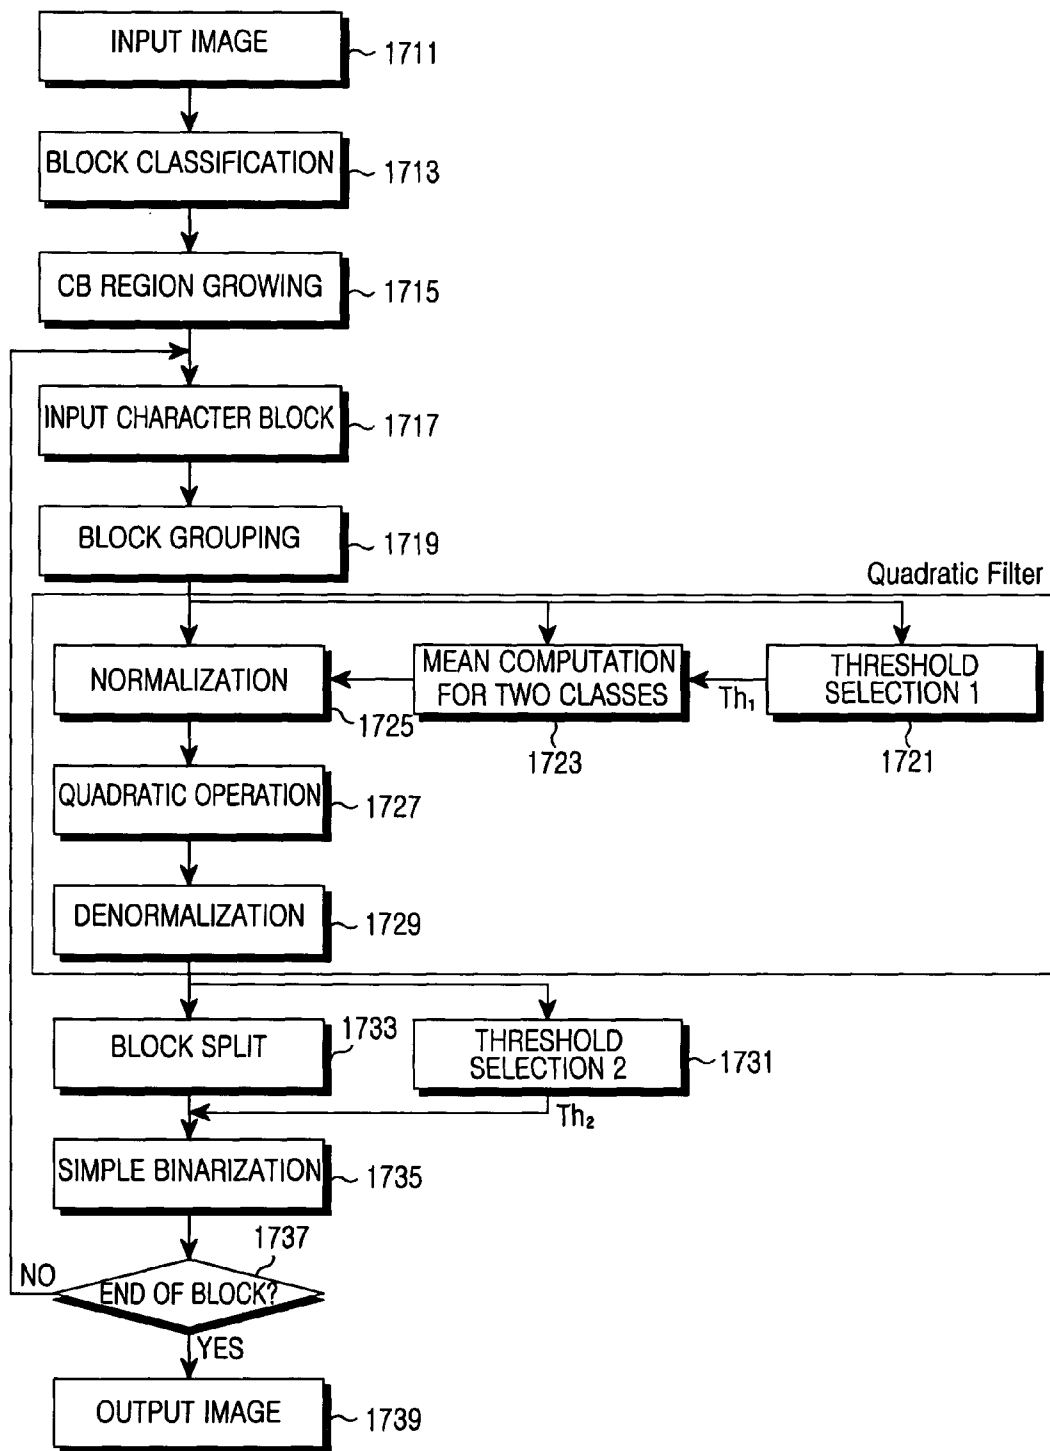 INPUT IMAGE
1711
BLOCK CLASSIFICATION
1713
CB REGION GROWING
1715
INPUT CHARACTER BLOCK
1717
BLOCK GROUPING
1719
Quadratic Filter
NORMALIZATION
1725
MEAN COMPUTATION
FOR TWO CLASSES
1723
Th₁
THRESHOLD
SELECTION 1
1721
QUADRATIC OPERATION
1727
DENORMALIZATION
1729
BLOCK SPLIT
1733
THRESHOLD
SELECTION 2
1731
Th₂
SIMPLE BINARIZATION
1735
1737
NO
END OF BLOCK?
YES
OUTPUT IMAGE
1739